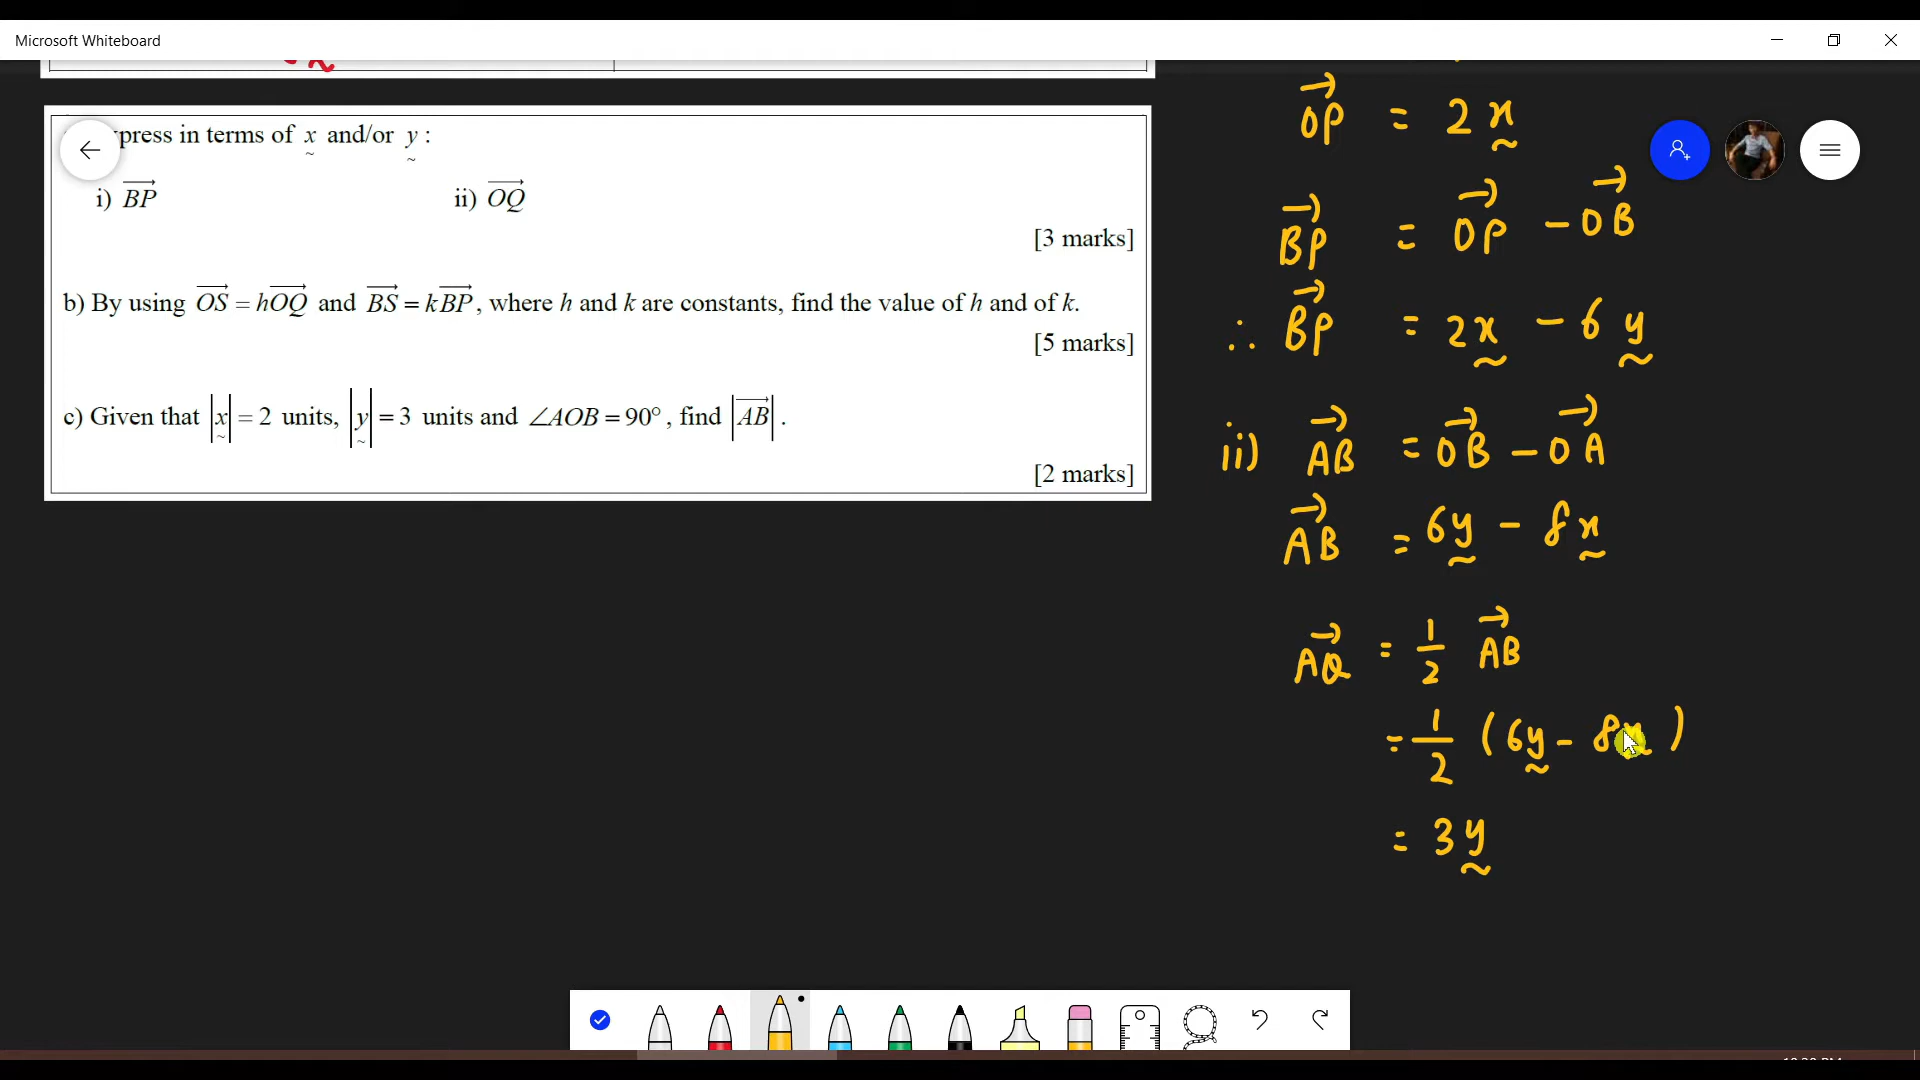 Microsoft Whiteboard
press in terms of x and/or y :
i) BP ii) OQ
[3 marks]
b) By using OS = hOQ and BS = kBP, where h and k are constants, find the value of h and of k.
[5 marks]
c) Given that |x| = 2 units, |y| = 3 units and ∠AOB = 90°, find |AB|.
[2 marks]
OP = 2x
BP = OP - OB
∴ BP = 2x - 6y
ii) AB = OB - OA
AB = 6y - 8x
AQ = 1/2 AB
= 1/2 (6y - 8x)
= 3y